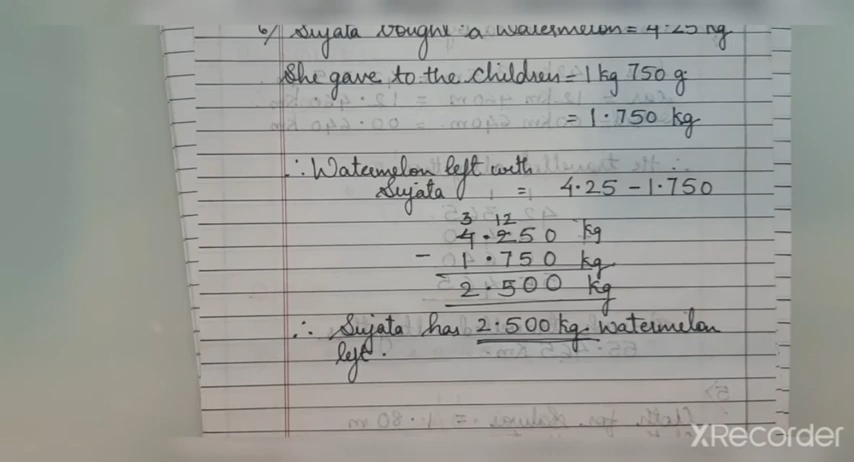 6) Sujata bought a watermelon = 4.25 kg
She gave to the children = 1 kg 750 g
= 1.750 kg
∴ Watermelon left with
Sujata = 4.25 - 1.750
3 12
4.250 kg
- 1.750 kg
2.500 kg
∴ Sujata has 2.500 kg. watermelon
left.
XRecorder